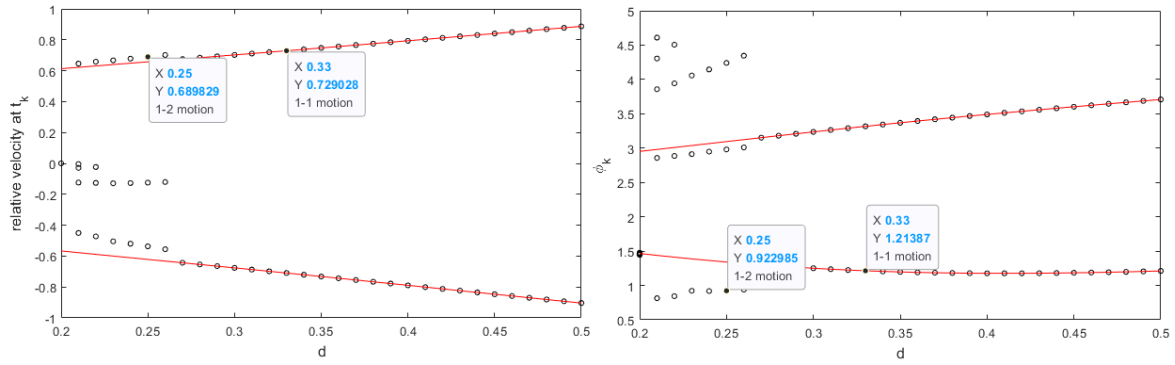 1
0.8
0.6
0.4
0.2
0
-0.2
-0.4
-0.6
-0.8
-1
relative velocity at t_k
X 0.25
Y 0.689829
1-2 motion
X 0.33
Y 0.729028
1-1 motion
0.2 0.25 0.3 0.35 0.4 0.45 0.5
d
5
4.5
4
3.5
3
2.5
2
1.5
1
0.5
ϕ_k
X 0.25
Y 0.922985
1-2 motion
X 0.33
Y 1.21387
1-1 motion
0.2 0.25 0.3 0.35 0.4 0.45 0.5
d